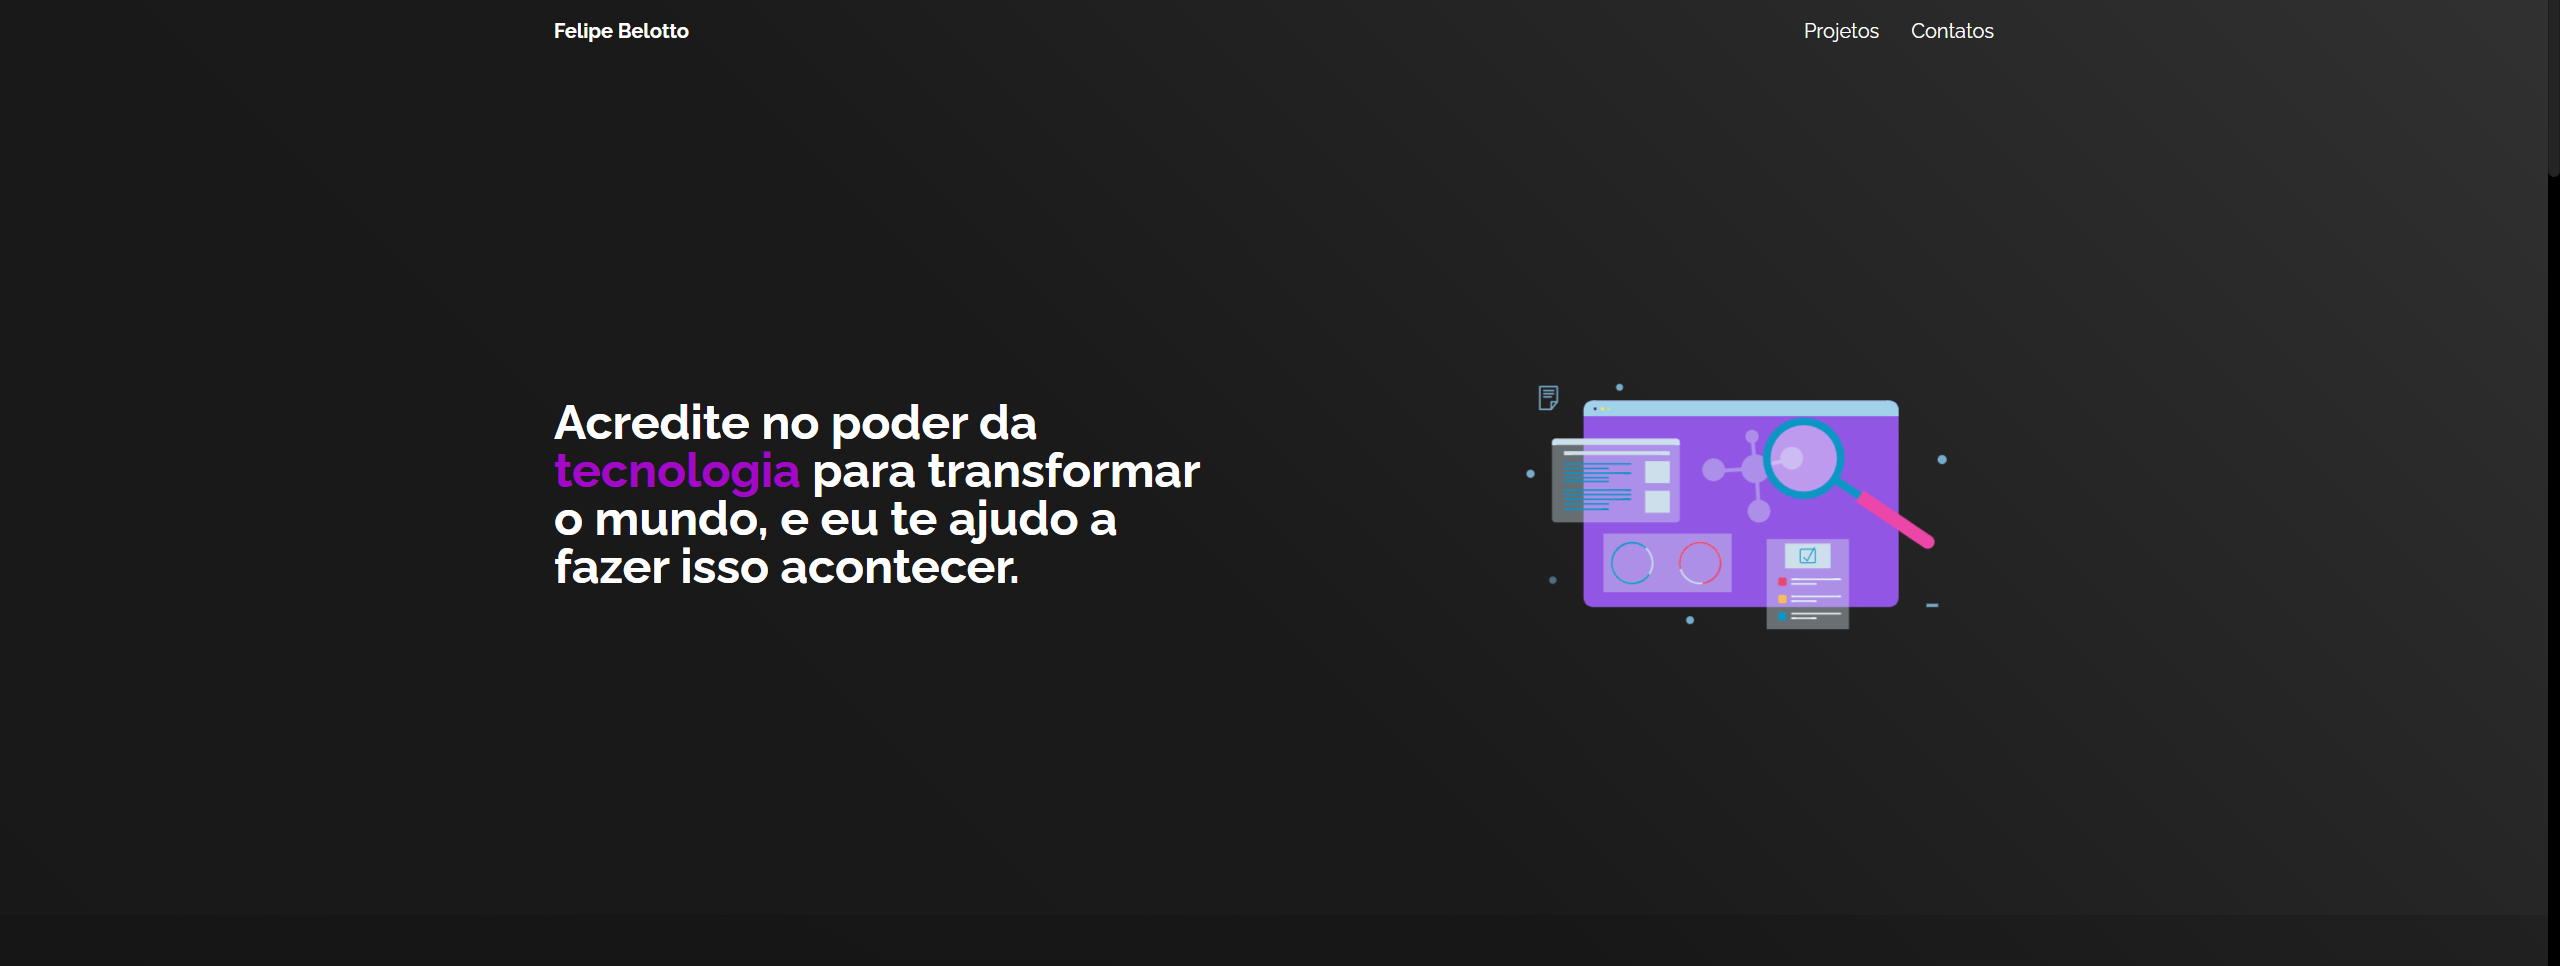 Felipe Belotto
Projetos Contatos
Acredite no poder da
tecnologia para transformar
o mundo, e eu te ajudo a
fazer isso acontecer.